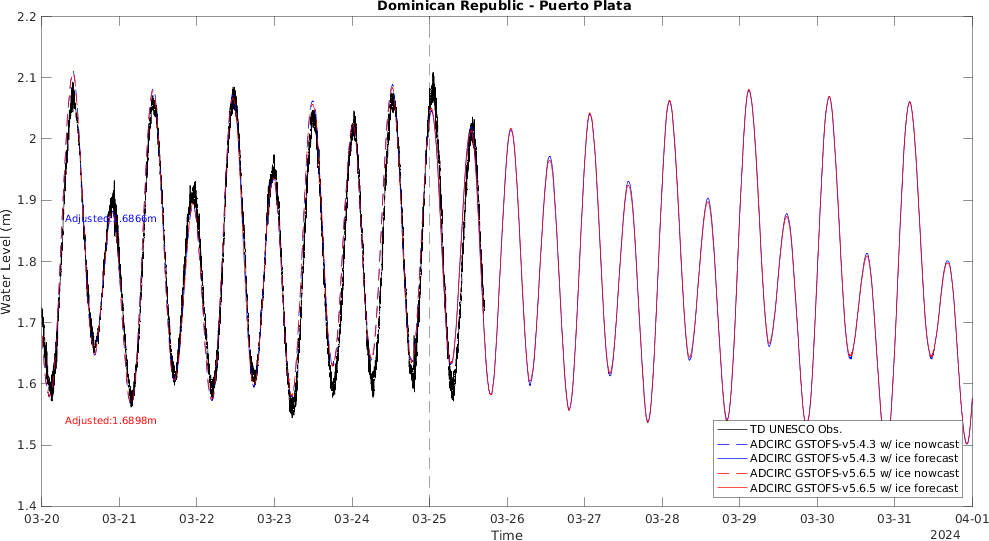 Dominican Republic - Puerto Plata
2.2
2.1
2
1.9
1.8
1.7
1.6
1.5
1.4
Water Level (m)
Adjusted:1.6866m
Adjusted:1.6898m
TD UNESCO Obs.
ADCIRC GSTOFS-v5.4.3 w/ ice nowcast
ADCIRC GSTOFS-v5.4.3 w/ ice forecast
ADCIRC GSTOFS-v5.6.5 w/ ice nowcast
ADCIRC GSTOFS-v5.6.5 w/ ice forecast
03-20 03-21 03-22 03-23 03-24 03-25 03-26 03-27 03-28 03-29 03-30 03-31 04-01
Time
2024